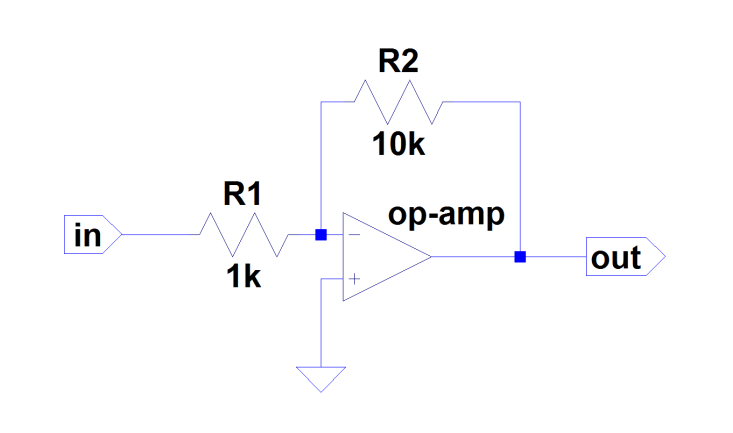 R2
10k
R1
op-amp
in
1k
out
−
+